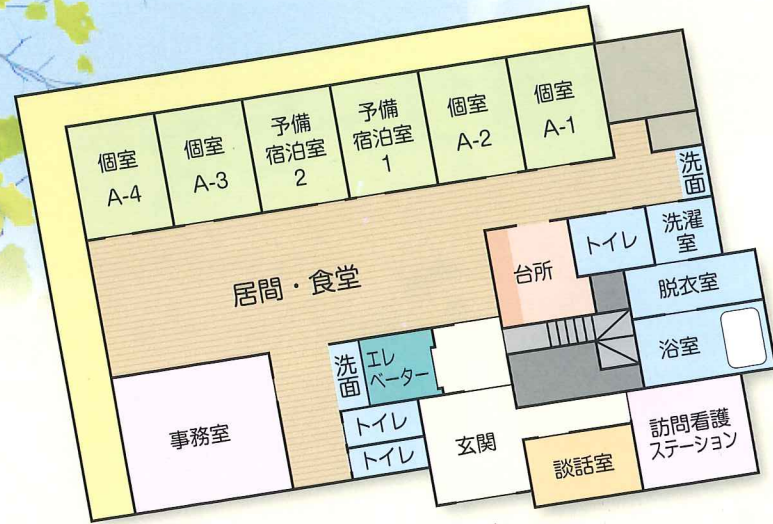 個室
A-4
個室
A-3
予備
宿泊室
2
予備
宿泊室
1
個室
A-2
個室
A-1
洗面
洗濯
室
トイレ
台所
脱衣室
浴室
居間・食堂
洗面
エレ
ベーター
事務室
トイレ
トイレ
玄関
談話室
訪問看護
ステーション